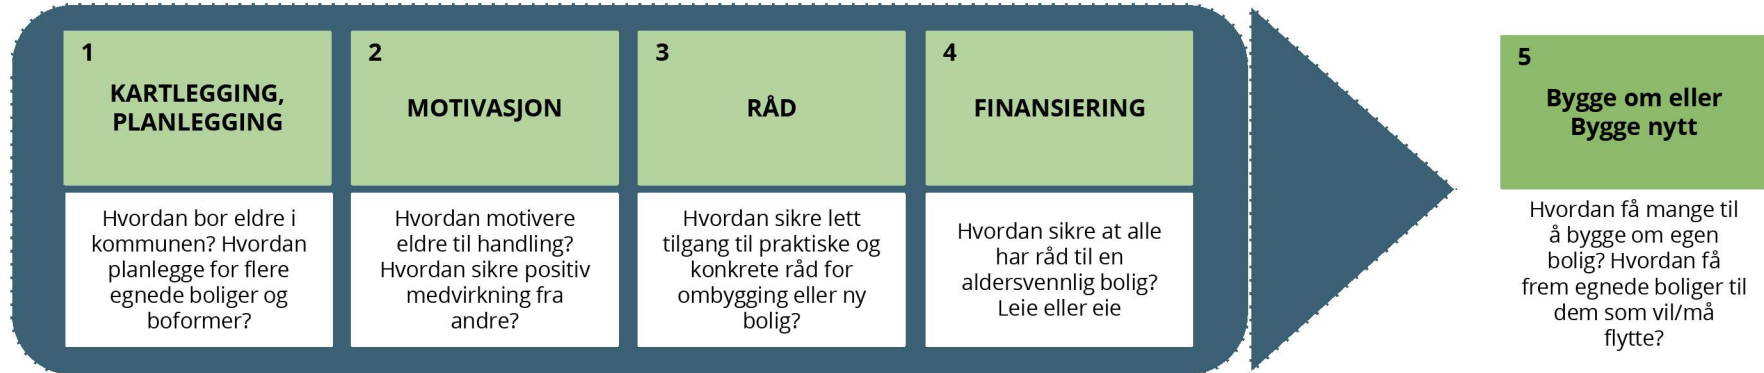 1
KARTLEGGING,
PLANLEGGING
Hvordan bor eldre i
kommunen? Hvordan
planlegge for flere
egnede boliger og
boformer?
2
MOTIVASJON
Hvordan motivere
eldre til handling?
Hvordan sikre positiv
medvirkning fra
andre?
3
RÅD
Hvordan sikre lett
tilgang til praktiske og
konkrete råd for
ombygging eller ny
bolig?
4
FINANSIERING
Hvordan sikre at alle
har råd til en
aldersvennlig bolig?
Leie eller eie
5
Bygge om eller
Bygge nytt
Hvordan få mange til
å bygge om egen
bolig? Hvordan få
frem egnede boliger til
dem som vil/må
flytte?